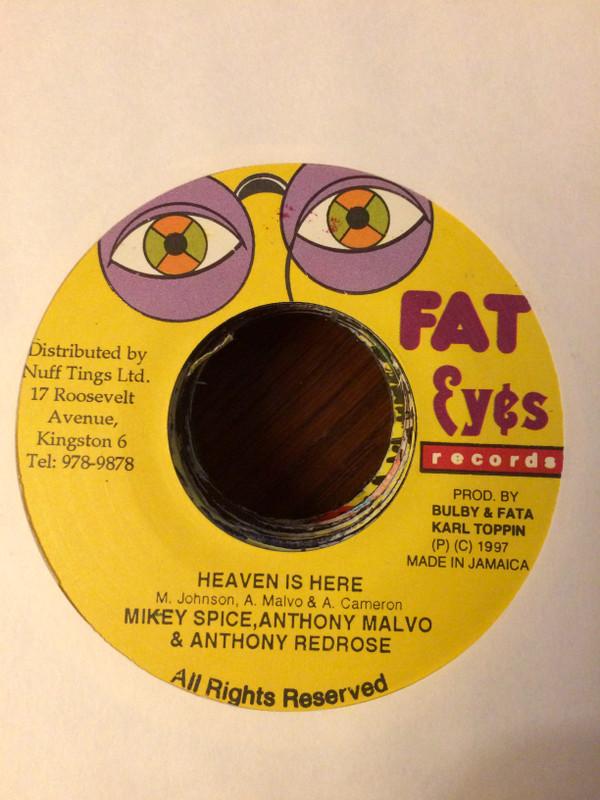 FAT
Eyes
records
Distributed by
Nuff Tings Ltd.
17 Roosevelt
Avenue,
Kingston 6
Tel: 978-9878
PROD. BY
BULBY & FATA
KARL TOPPIN
(P) (C) 1997
MADE IN JAMAICA
HEAVEN IS HERE
M. Johnson, A. Malvo & A. Cameron
MIKEY SPICE,ANTHONY MALVO
& ANTHONY REDROSE
All Rights Reserved